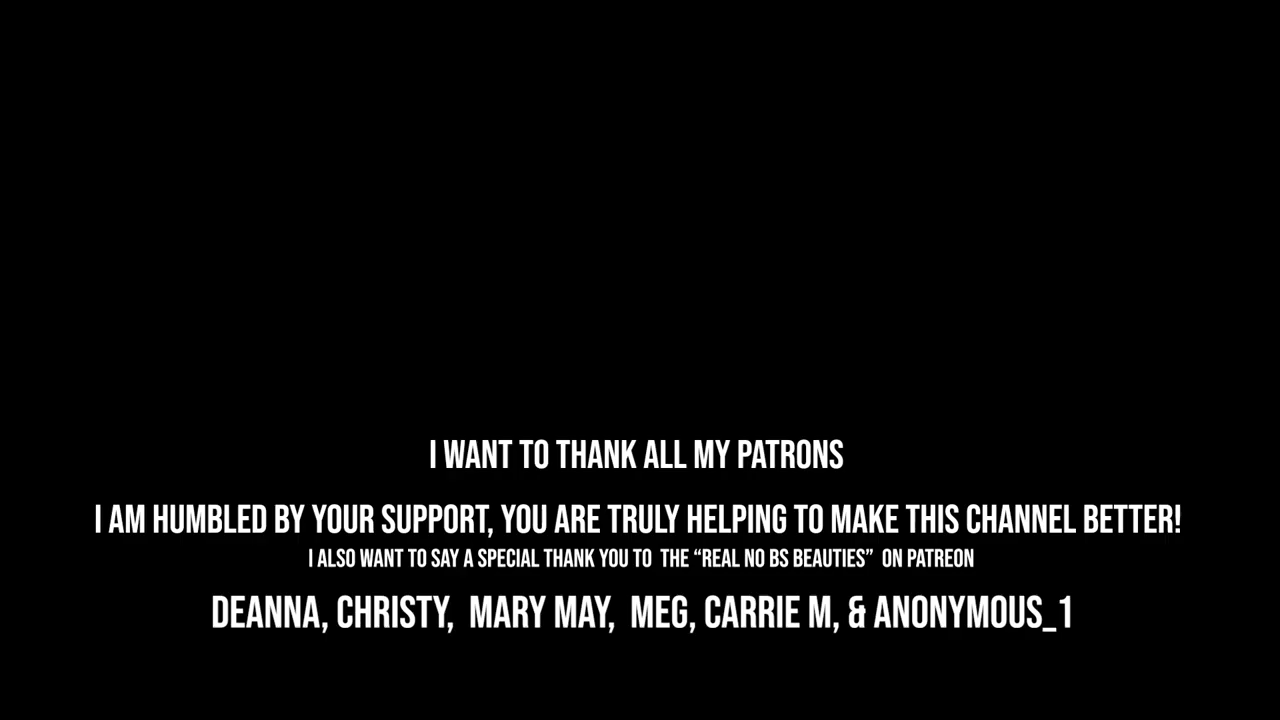 I WANT TO THANK ALL MY PATRONS
I AM HUMBLED BY YOUR SUPPORT, YOU ARE TRULY HELPING TO MAKE THIS CHANNEL BETTER!
I ALSO WANT TO SAY A SPECIAL THANK YOU TO THE “REAL NO BS BEAUTIES” ON PATREON
DEANNA, CHRISTY, MARY MAY, MEG, CARRIE M, & ANONYMOUS_1